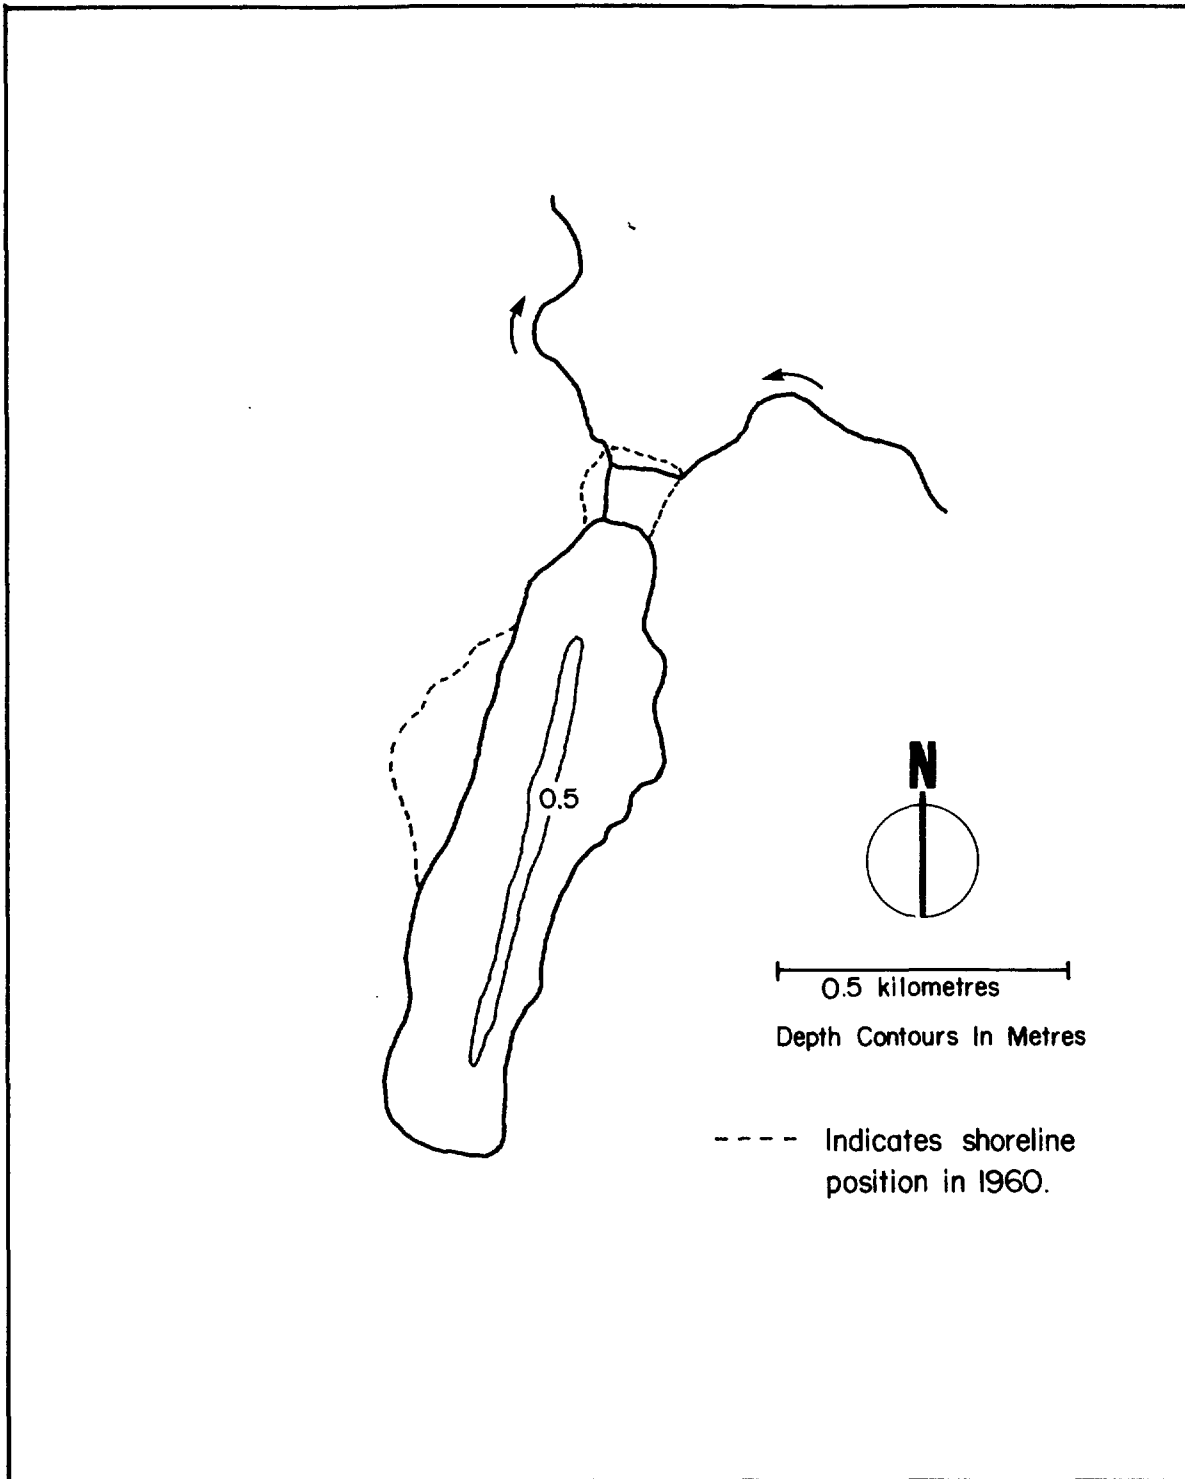 N
0.5
0.5 kilometres
Depth Contours In Metres
Indicates shoreline
position in 1960.